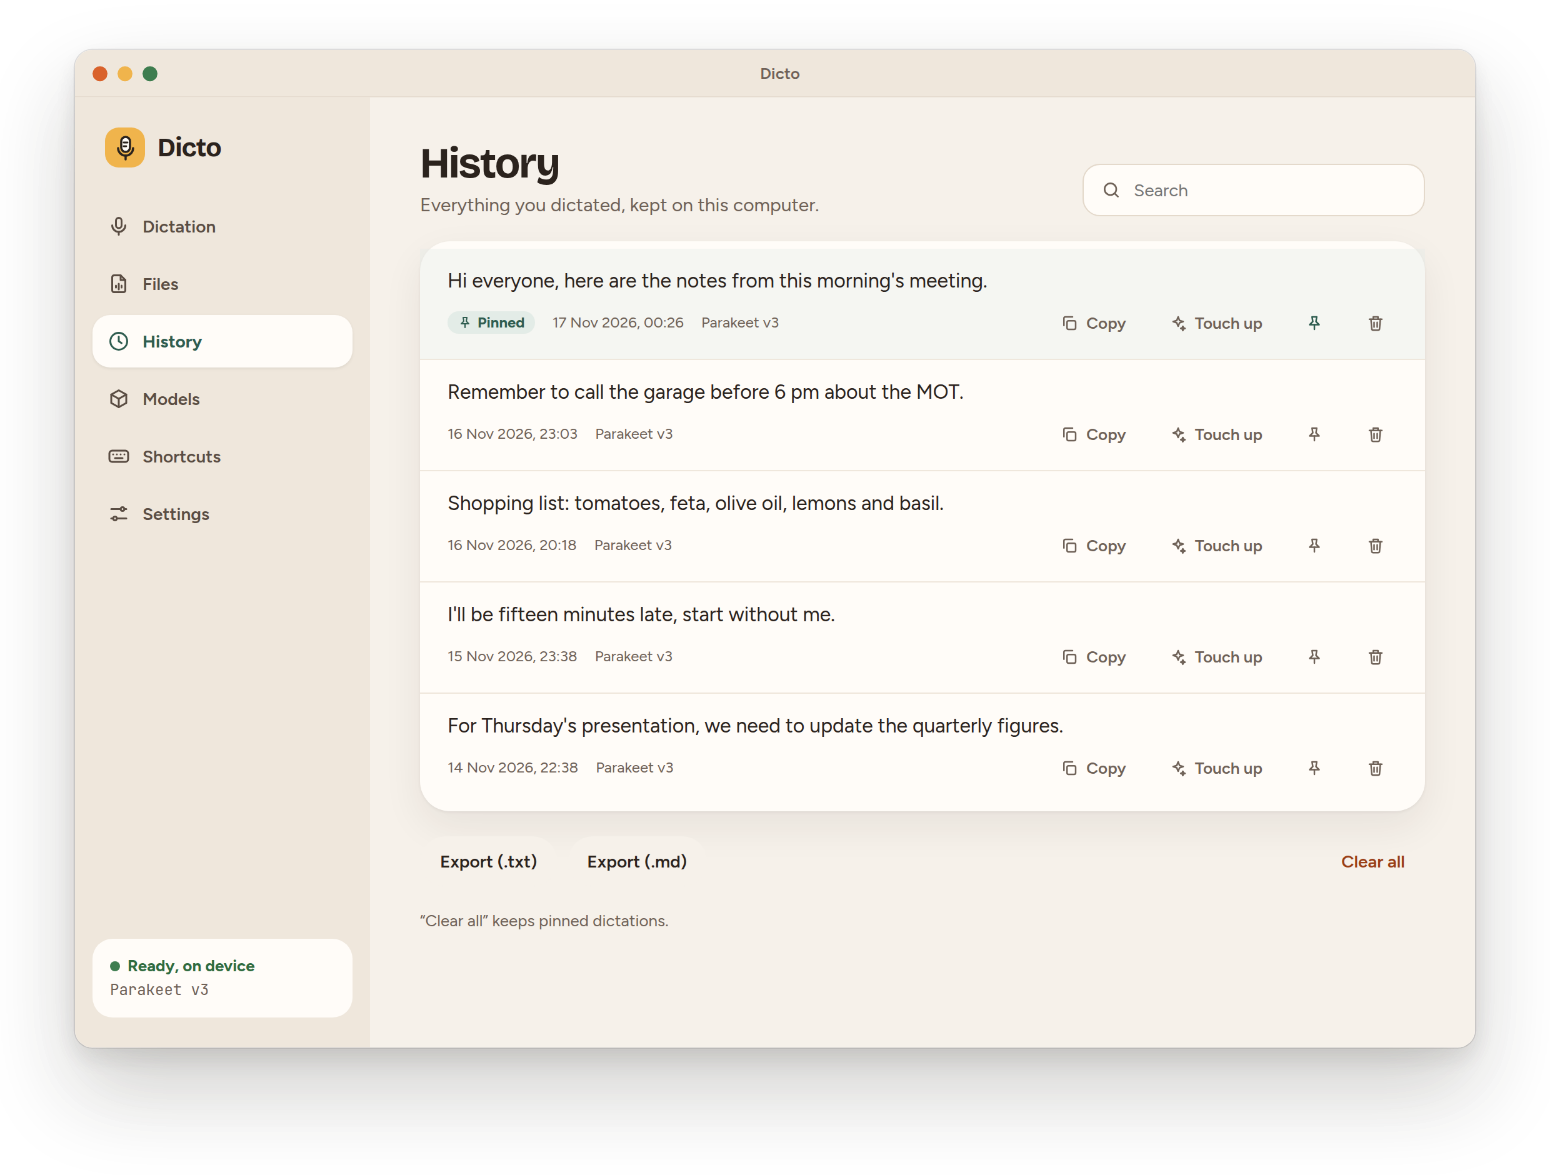 Dicto
Dicto
Dictation
Files
History
Models
Shortcuts
Settings
Ready, on device
Parakeet v3
History
Everything you dictated, kept on this computer.
Search
Hi everyone, here are the notes from this morning's meeting.
Pinned 17 Nov 2026, 00:26 Parakeet v3 Copy Touch up
Remember to call the garage before 6 pm about the MOT.
16 Nov 2026, 23:03 Parakeet v3 Copy Touch up
Shopping list: tomatoes, feta, olive oil, lemons and basil.
16 Nov 2026, 20:18 Parakeet v3 Copy Touch up
I'll be fifteen minutes late, start without me.
15 Nov 2026, 23:38 Parakeet v3 Copy Touch up
For Thursday's presentation, we need to update the quarterly figures.
14 Nov 2026, 22:38 Parakeet v3 Copy Touch up
Export (.txt) Export (.md) Clear all
“Clear all” keeps pinned dictations.